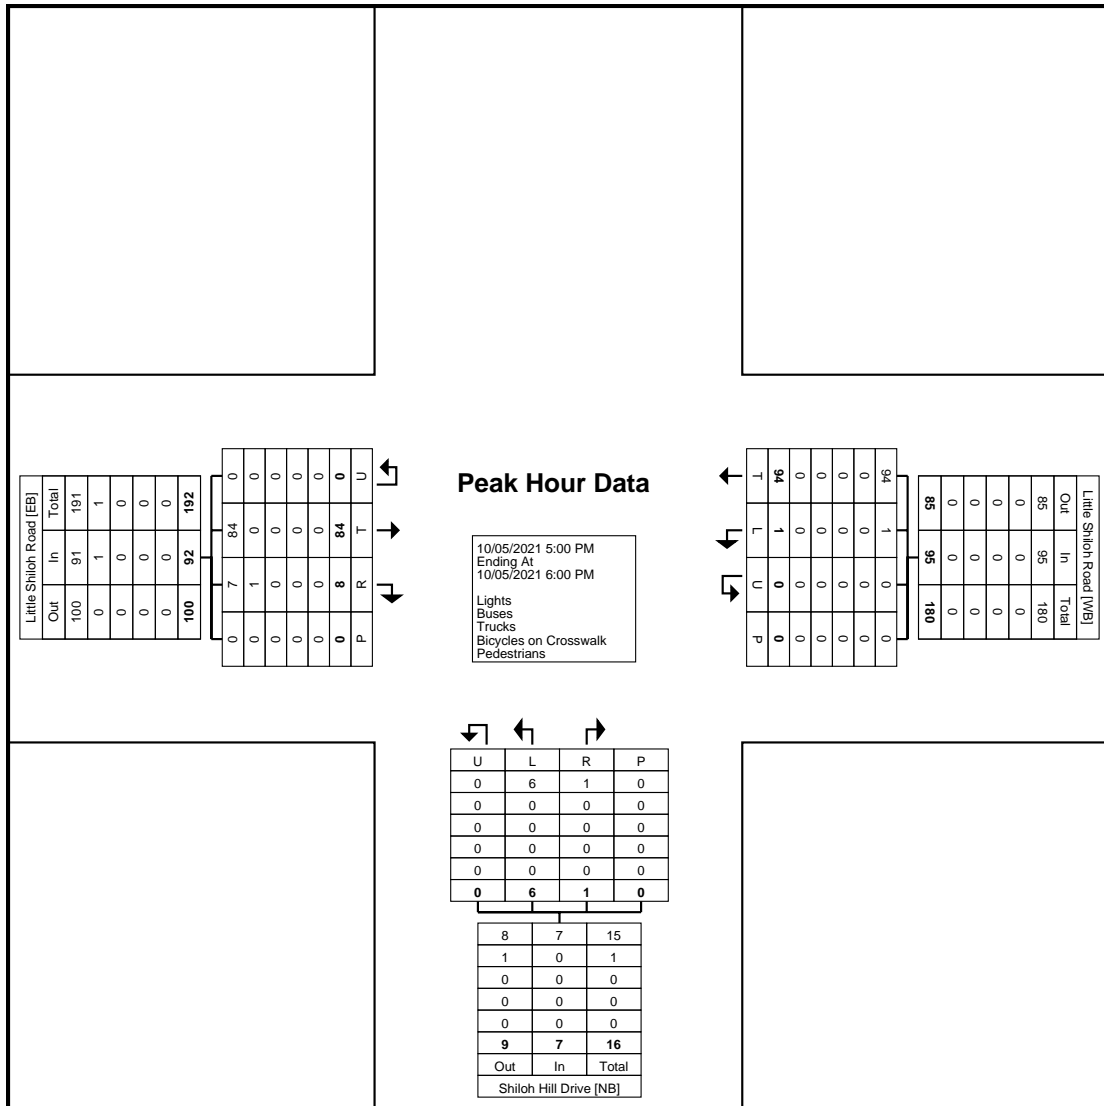 Peak Hour Data
10/05/2021 5:00 PM
Ending At
10/05/2021 6:00 PM
Lights
Buses
Trucks
Bicycles on Crosswalk
Pedestrians
Little Shiloh Road [EB]
Total In Out
191 91 100
1 1 0
0 0 0
0 0 0
0 0 0
192 92 100
0 84 7 0
0 0 1 0
0 0 0 0
0 0 0 0
0 0 0 0
0 84 8 0
U T R P
T L U P
94 1 0 0
0 0 0 0
0 0 0 0
0 0 0 0
0 0 0 0
94 1 0 0
85 95 180
0 0 0
0 0 0
0 0 0
0 0 0
85 95 180
Out In Total
Little Shiloh Road [WB]
U L R P
0 6 1 0
0 0 0 0
0 0 0 0
0 0 0 0
0 0 0 0
0 6 1 0
8 7 15
1 0 1
0 0 0
0 0 0
0 0 0
9 7 16
Out In Total
Shiloh Hill Drive [NB]